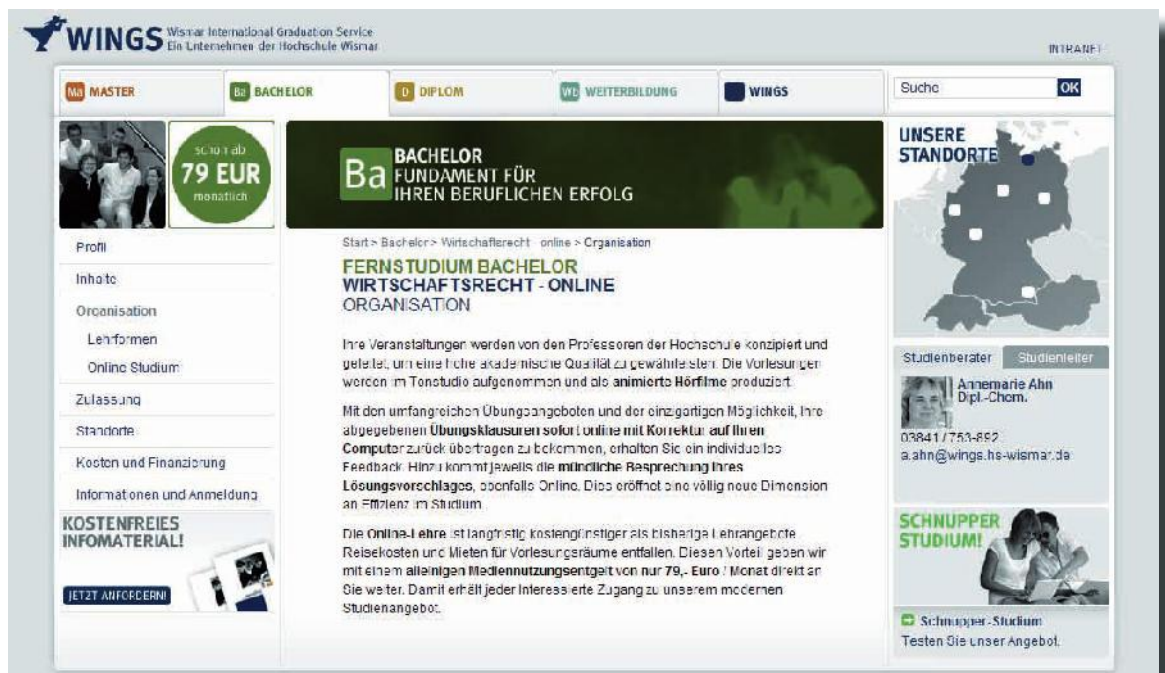 WINGS Wismar International Graduation Service
Ein Unternehmen der Hochschule Wismar
INTRANET
Ma MASTER
Ba BACHELOR
D DIPLOM
Wb WEITERBILDUNG
WINGS
Suche
OK
schon ab
79 EUR
monatlich
Ba
BACHELOR
FUNDAMENT FÜR
IHREN BERUFLICHEN ERFOLG
UNSERE
STANDORTE
Profil
Inhalte
Organisation
Lehrformen
Online Studium
Zulassung
Standorte
Kosten und Finanzierung
Informationen und Anmeldung
KOSTENFREIES
INFOMATERIAL!
JETZT ANFORDERN!
Start > Bachelor > Wirtschaftsrecht - online > Organisation
FERNSTUDIUM BACHELOR
WIRTSCHAFTSRECHT - ONLINE
ORGANISATION
Ihre Veranstaltungen werden von den Professoren der Hochschule konzipiert und
geleitet, um eine hohe akademische Qualität zu gewährleisten. Die Vorlesungen
werden im Tonstudio aufgenommen und als animierte Hörfilme produziert.
Mit den umfangreichen Übungsangeboten und der einzigartigen Möglichkeit, Ihre
abgegebenen Übungsklausuren sofort online mit Korrektur auf Ihren
Computer zurück übertragen zu bekommen, erhalten Sie ein individuelles
Feedback. Hinzu kommt jeweils die mündliche Besprechung Ihres
Lösungsvorschlages, ebenfalls Online. Dies eröffnet eine völlig neue Dimension
an Effizienz im Studium.
Die Online-Lehre ist langfristig kostengünstiger als bisherige Lehrangebote.
Reisekosten und Mieten für Vorlesungsräume entfallen. Diesen Vorteil geben wir
mit einem alleinigen Mediennutzungsentgelt von nur 79,- Euro / Monat direkt an
Sie weiter. Damit erhält jeder Interessierte Zugang zu unserem modernen
Studienangebot.
Studienberater
Studienleiter
Annemarie Ahn
Dipl.-Chem.
03841 / 753-892
a.ahn@wings.hs-wismar.de
SCHNUPPER
STUDIUM!
Schnupper-Studium
Testen Sie unser Angebot.